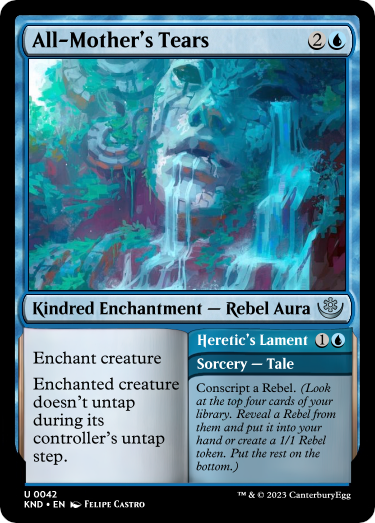 All-Mother's Tears 2
Kindred Enchantment — Rebel Aura
Enchant creature
Enchanted creature
doesn't untap
during its
controller's untap
step.
Heretic's Lament 1
Sorcery — Tale
Conscript a Rebel. (Look
at the top four cards of your
library. Reveal a Rebel from
them and put it into your
hand or create a 1/1 Rebel
token. Put the rest on the
bottom.)
U 0042
KND • EN Felipe Castro
™ & © 2023 CanterburyEgg